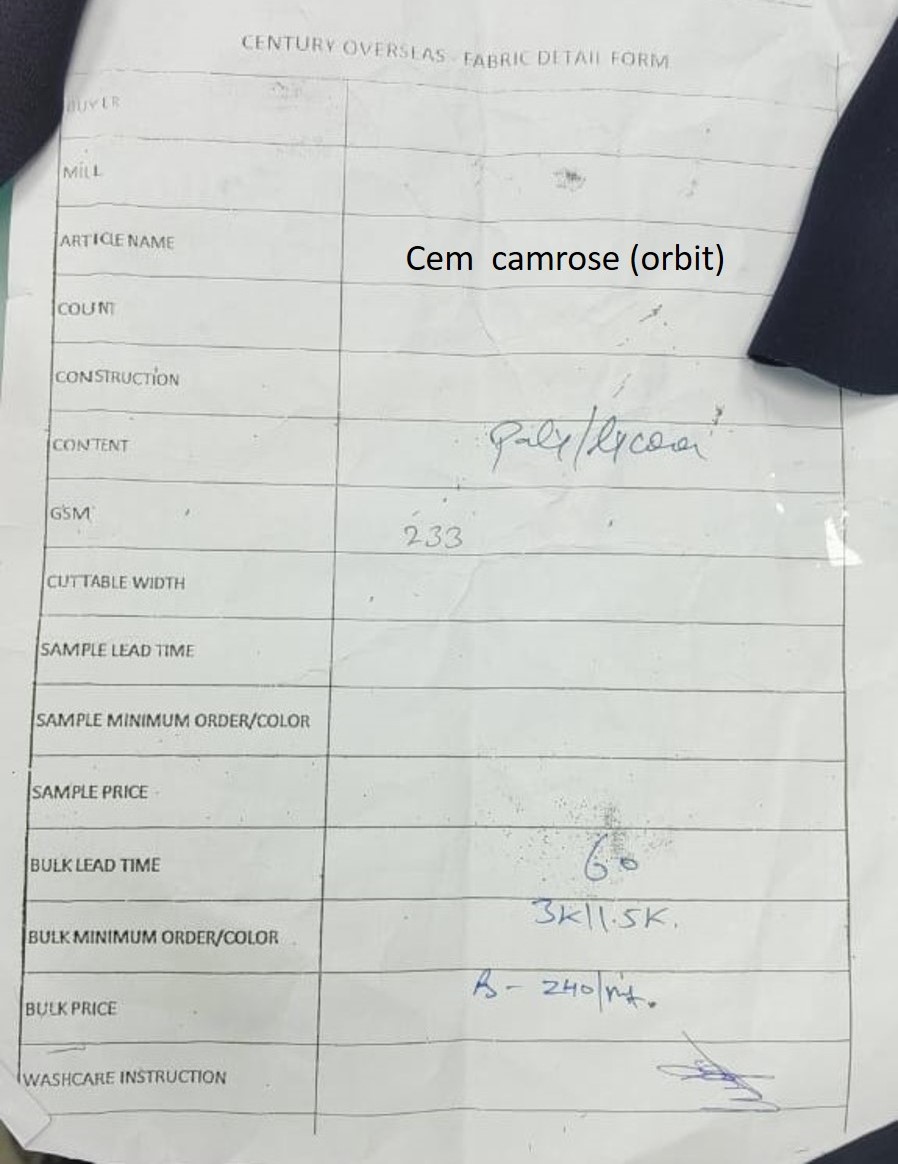 CENTURY OVERSEAS - FABRIC DETAIL FORM
BUYER
MILL
ARTICLE NAME Cem camrose (orbit)
COUNT
CONSTRUCTION
CONTENT Poly/lycra
GSM 233
CUTTABLE WIDTH
SAMPLE LEAD TIME
SAMPLE MINIMUM ORDER/COLOR
SAMPLE PRICE
BULK LEAD TIME 60
BULK MINIMUM ORDER/COLOR 3K/1.5K.
BULK PRICE - 240/mt.
WASHCARE INSTRUCTION